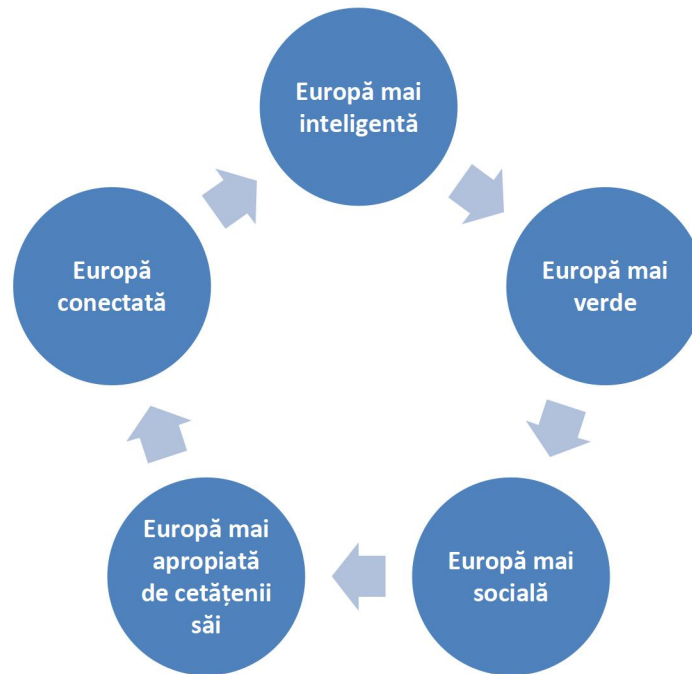 Europă mai
inteligentă
Europă mai
verde
Europă mai
socială
Europă mai
apropiată
de cetățenii
săi
Europă
conectată